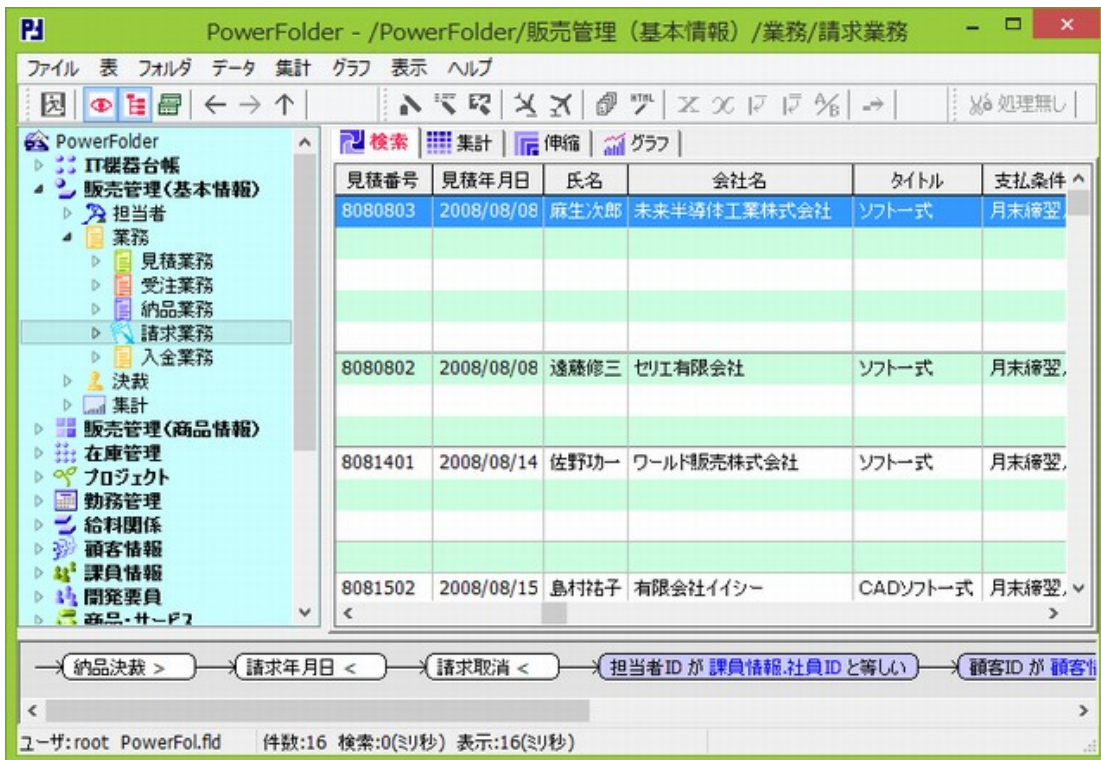 PowerFolder - /PowerFolder/販売管理（基本情報）/業務/請求業務
ファイル 表 フォルダ データ 集計 グラフ 表示 ヘルプ
処理無し
PowerFolder
IT機器台帳
販売管理(基本情報)
担当者
業務
見積業務
受注業務
納品業務
請求業務
入金業務
決裁
集計
販売管理(商品情報)
在庫管理
プロジェクト
勤務管理
給料関係
顧客情報
課員情報
開発要員
商品・サービス
検索 集計 伸縮 グラフ
見積番号 見積年月日 氏名 会社名 タイトル 支払条件
8080803 2008/08/08 麻生次郎 未来半導体工業株式会社 ソフト一式 月末締翌,
8080802 2008/08/08 遠藤修三 セリエ有限会社 ソフト一式 月末締翌,
8081401 2008/08/14 佐野功一 ワールド販売株式会社 ソフト一式 月末締翌,
8081502 2008/08/15 島村祐子 有限会社イイシー CADソフト一式 月末締翌,
納品決裁 > 請求年月日 < 請求取消 < 担当者ID が 課員情報.社員ID と等しい 顧客ID が 顧客情
ユーザ:root PowerFol.fld 件数:16 検索:0(ミリ秒) 表示:16(ミリ秒)